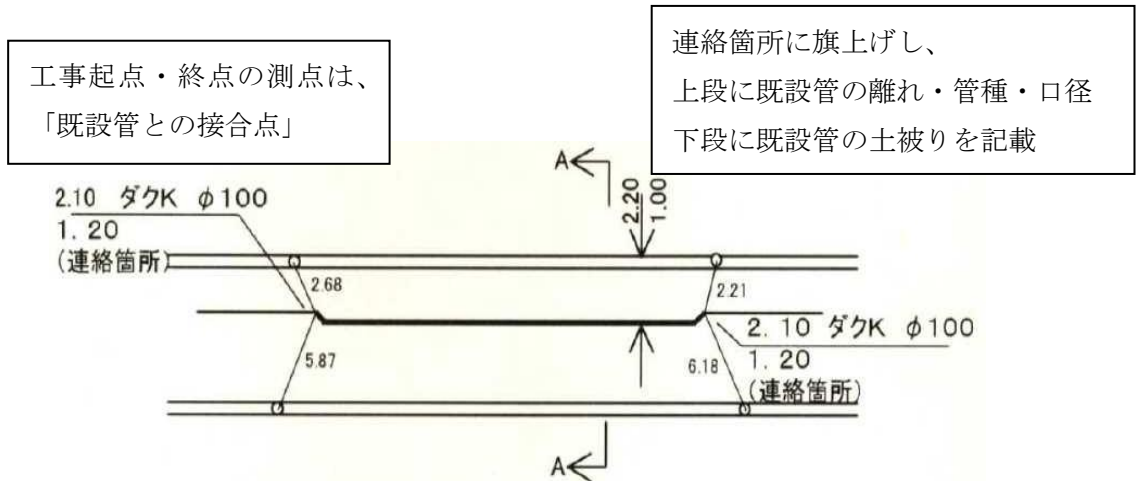 工事起点・終点の測点は、
「既設管との接合点」
連絡箇所に旗上げし、
上段に既設管の離れ・管種・口径
下段に既設管の土被りを記載
A
2.20
1.00
2.10 ダクK φ100
1.20
(連絡箇所)
2.68
2.21
2.10 ダクK φ100
1.20
(連絡箇所)
5.87
6.18
A